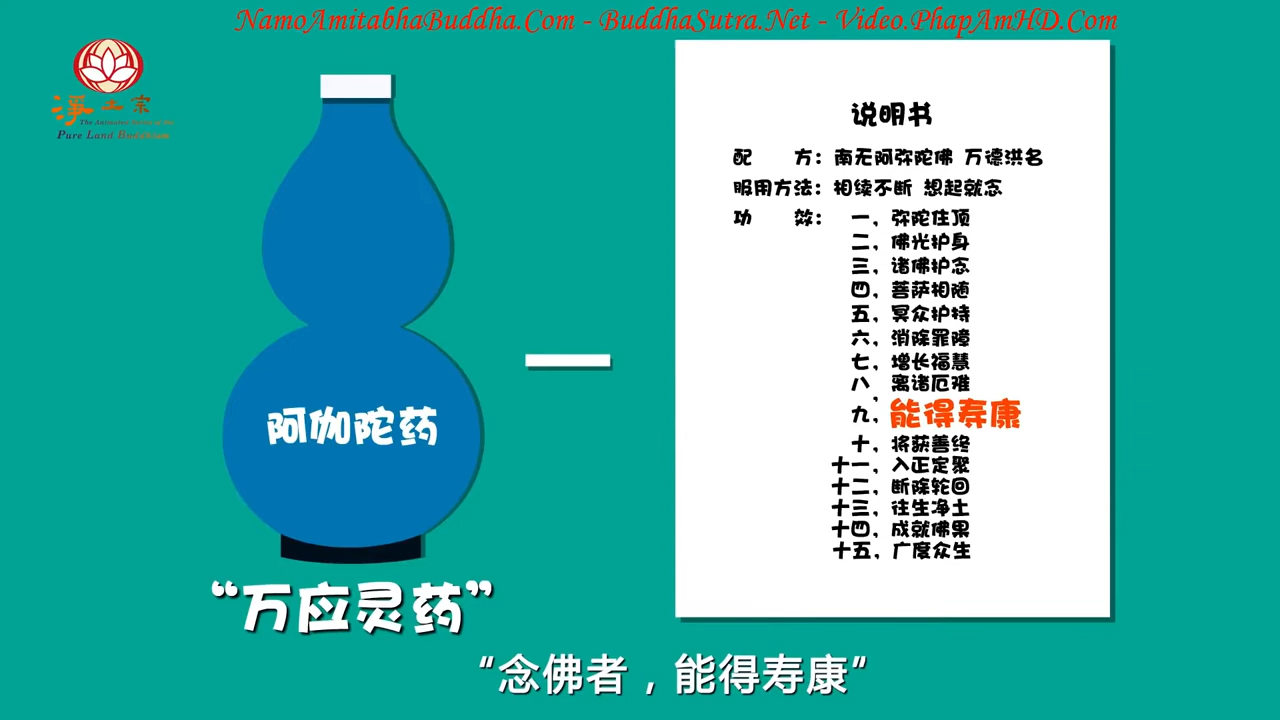 NamoAmitabhaBuddha.Com - BuddhaSutra.Net - Video.PhapAmHD.Com
淨土宗
Pure Land Buddhism
阿伽陀药
“万应灵药”
说明书
配 方：南无阿弥陀佛 万德洪名
服用方法：相续不断 想起就念
功 效：一，弥陀住顶
二，佛光护身
三，诸佛护念
四，菩萨相随
五，冥众护持
六，消除罪障
七，增长福慧
八，离诸厄难
九，能得寿康
十，将获善终
十一，入正定聚
十二，断除轮回
十三，往生净土
十四，成就佛果
十五，广度众生
“念佛者，能得寿康”